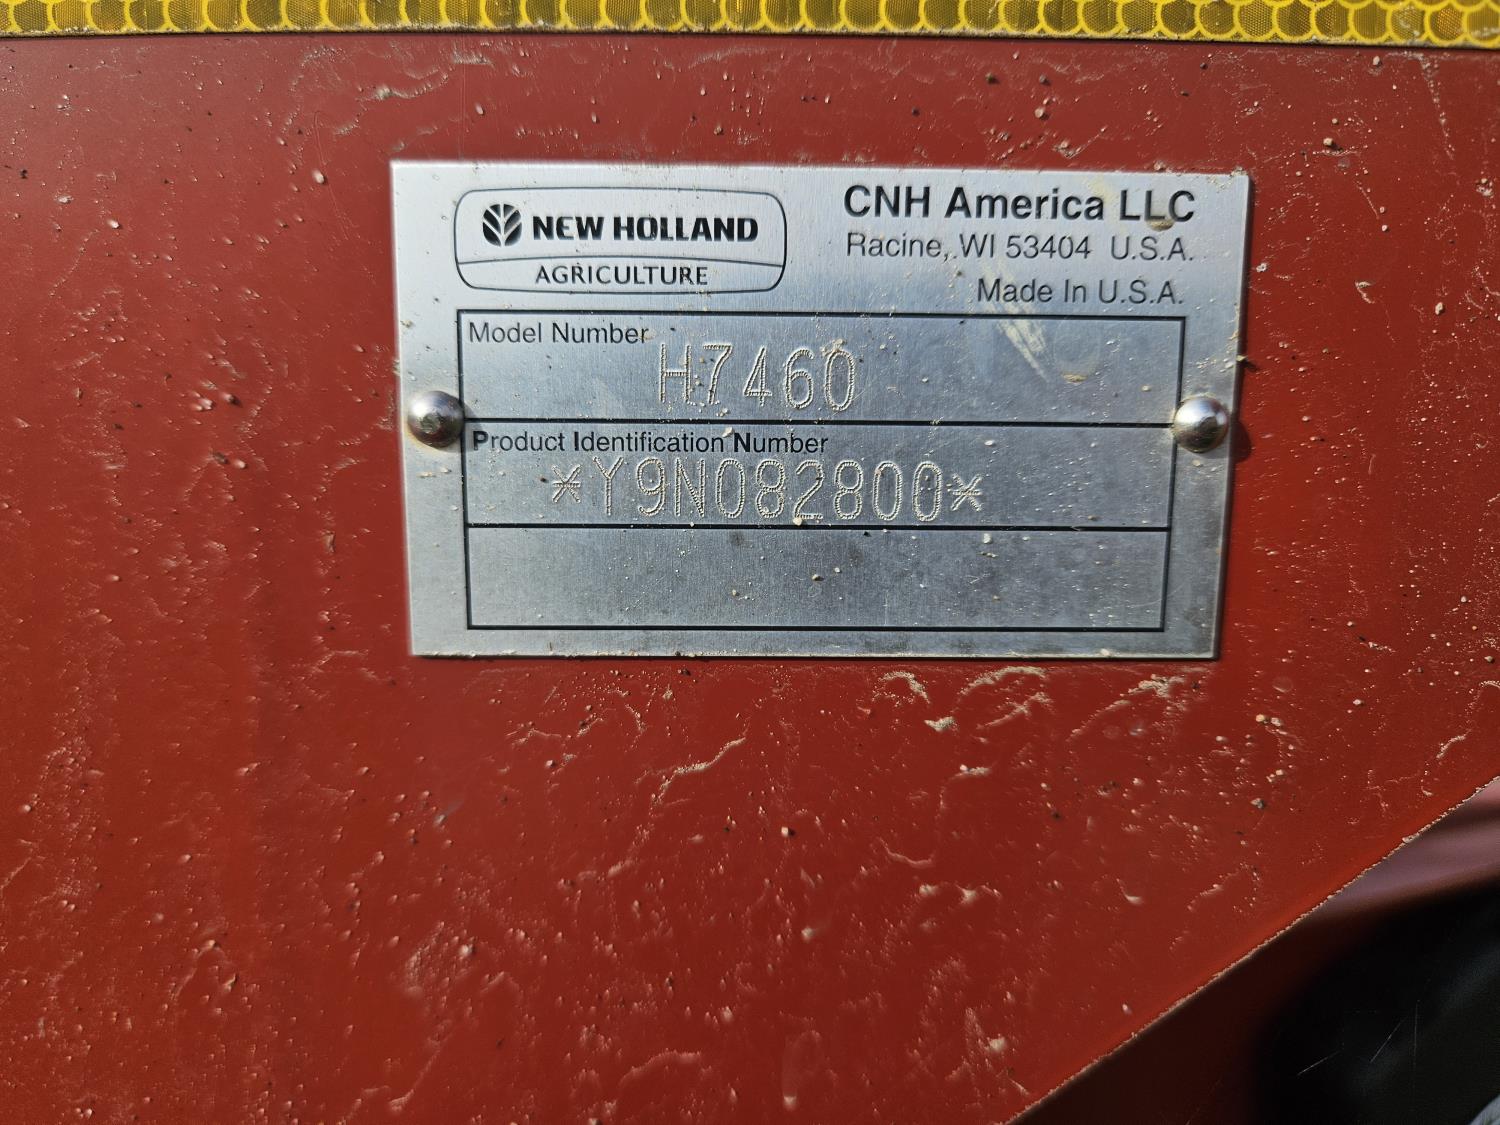 NEW HOLLAND
AGRICULTURE
CNH America LLC
Racine, WI 53404 U.S.A.
Made In U.S.A.
Model Number
H7460
Product Identification Number
*Y9N082800*